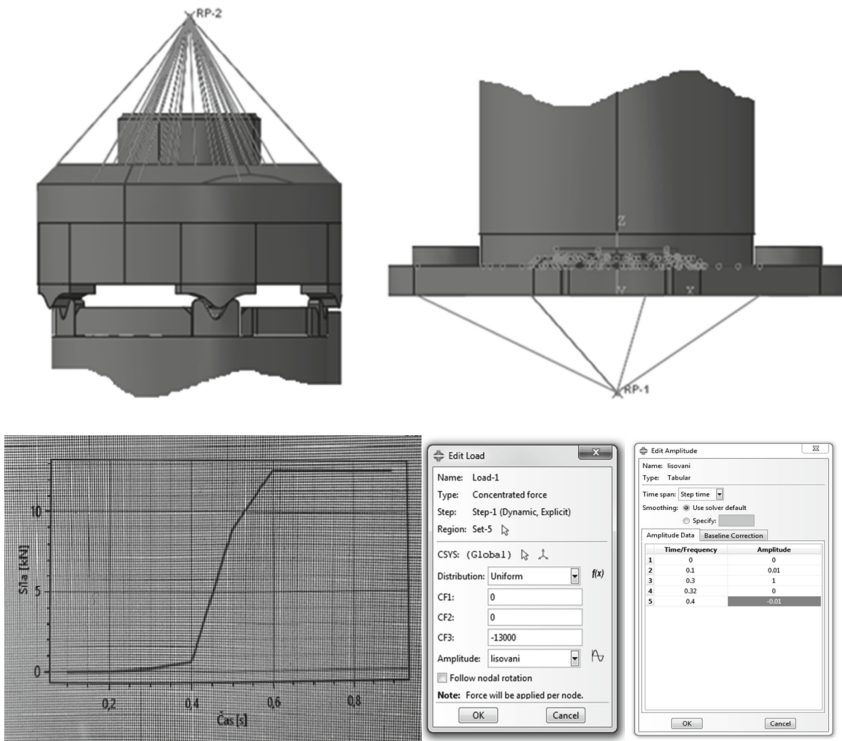 RP-2
Z
Y
X
RP-1
Síla [kN]
10
5
0
0,2
0,4
0,6
0,8
Čas [s]
Edit Load
X
Name: Load-1
Type: Concentrated force
Step: Step-1 (Dynamic, Explicit)
Region: Set-5
CSYS: (Global)
Distribution: Uniform f(x)
CF1: 0
CF2: 0
CF3: -13000
Amplitude: lisovani
Follow nodal rotation
Note: Force will be applied per node.
OK Cancel
Edit Amplitude
Name: lisovani
Type: Tabular
Time span: Step time
Smoothing: Use solver default
Specify:
Amplitude Data Baseline Correction
Time/Frequency Amplitude
1 0 0
2 0.1 0.01
3 0.3 1
4 0.32 0
5 0.4 -0.01
OK Cancel